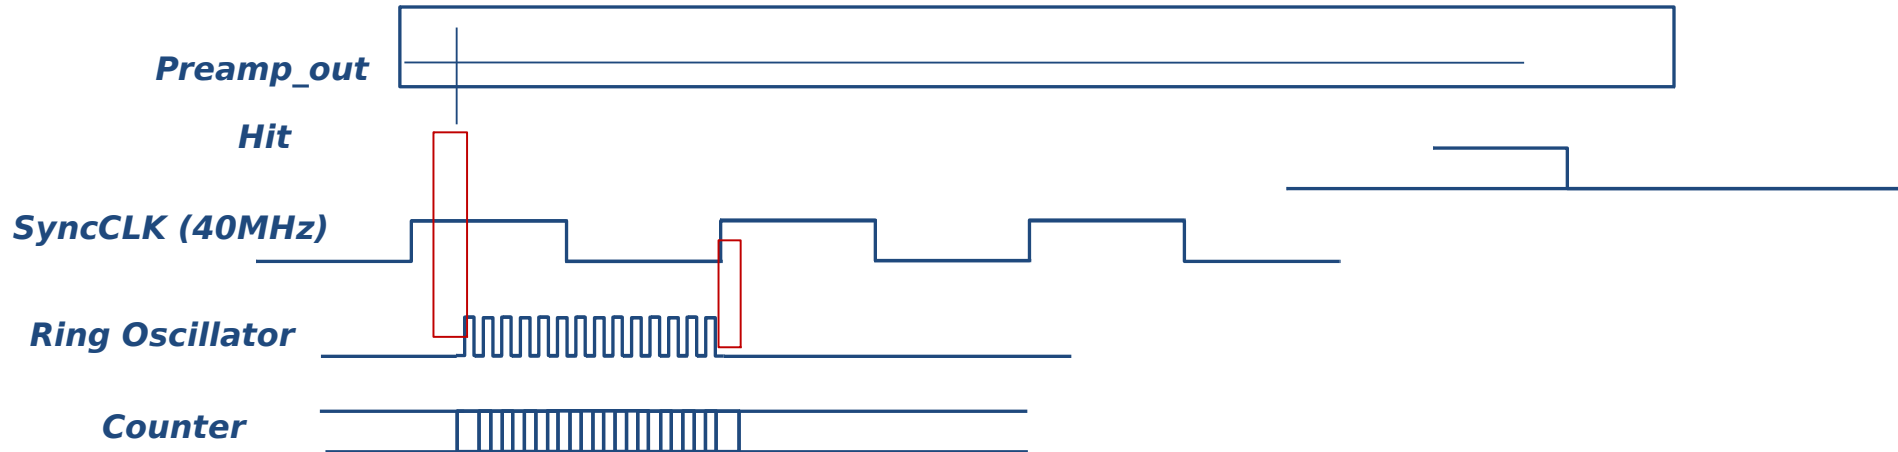 Preamp_out
Hit
SyncCLK (40MHz)
Ring Oscillator
Counter